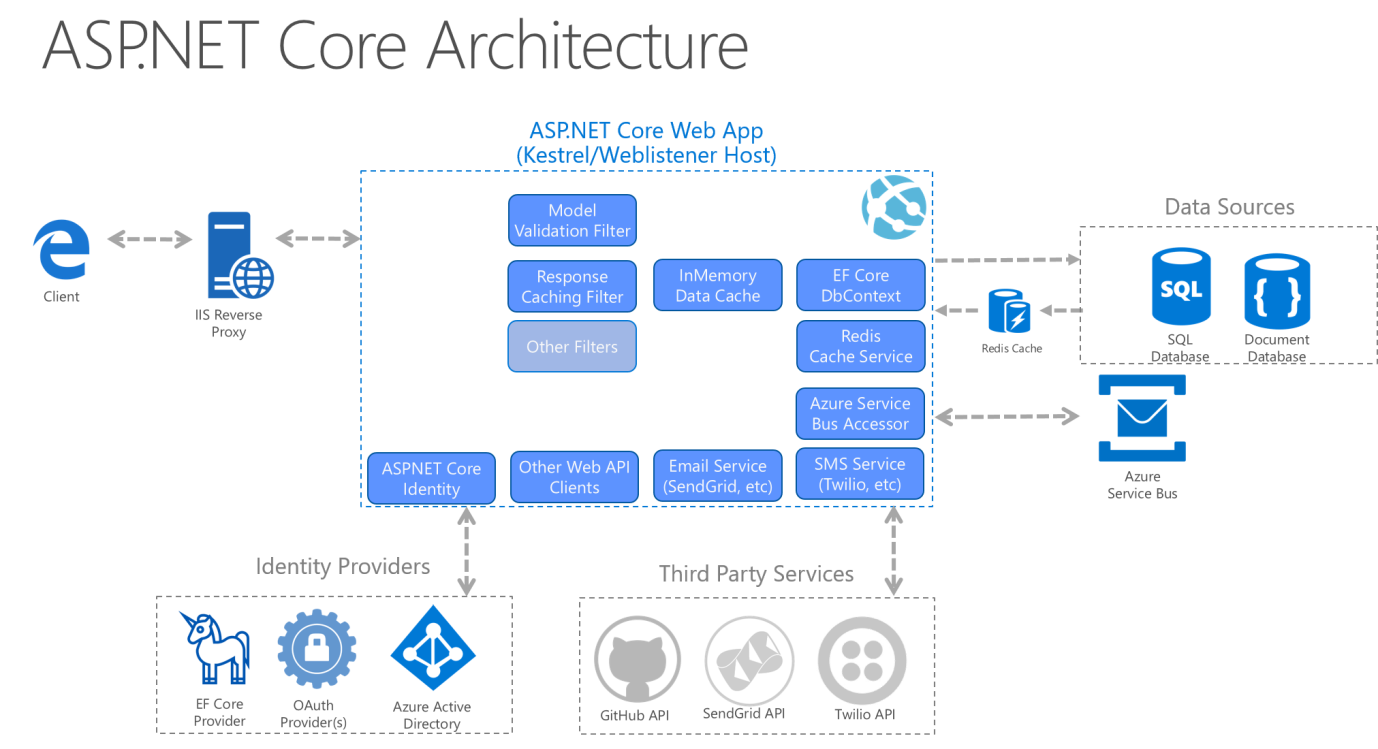 ASP.NET Core Architecture
ASP.NET Core Web App
(Kestrel/Weblistener Host)
Client
IIS Reverse
Proxy
Model
Validation Filter
Response
Caching Filter
Other Filters
InMemory
Data Cache
EF Core
DbContext
Redis
Cache Service
Azure Service
Bus Accessor
ASPNET Core
Identity
Other Web API
Clients
Email Service
(SendGrid, etc)
SMS Service
(Twilio, etc)
Redis Cache
Data Sources
SQL
SQL
Database
{ }
Document
Database
Azure
Service Bus
Identity Providers
EF Core
Provider
OAuth
Provider(s)
Azure Active
Directory
Third Party Services
GitHub API
SendGrid API
Twilio API